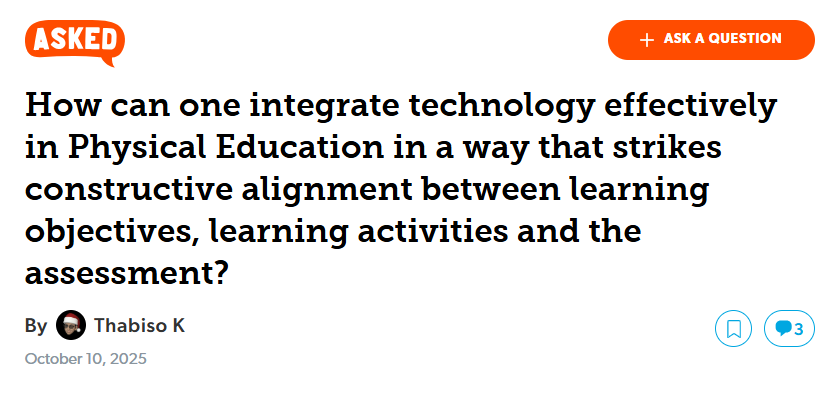 ASKED
+ ASK A QUESTION
How can one integrate technology effectively
in Physical Education in a way that strikes
constructive alignment between learning
objectives, learning activities and the
assessment?
By Thabiso K
3
October 10, 2025